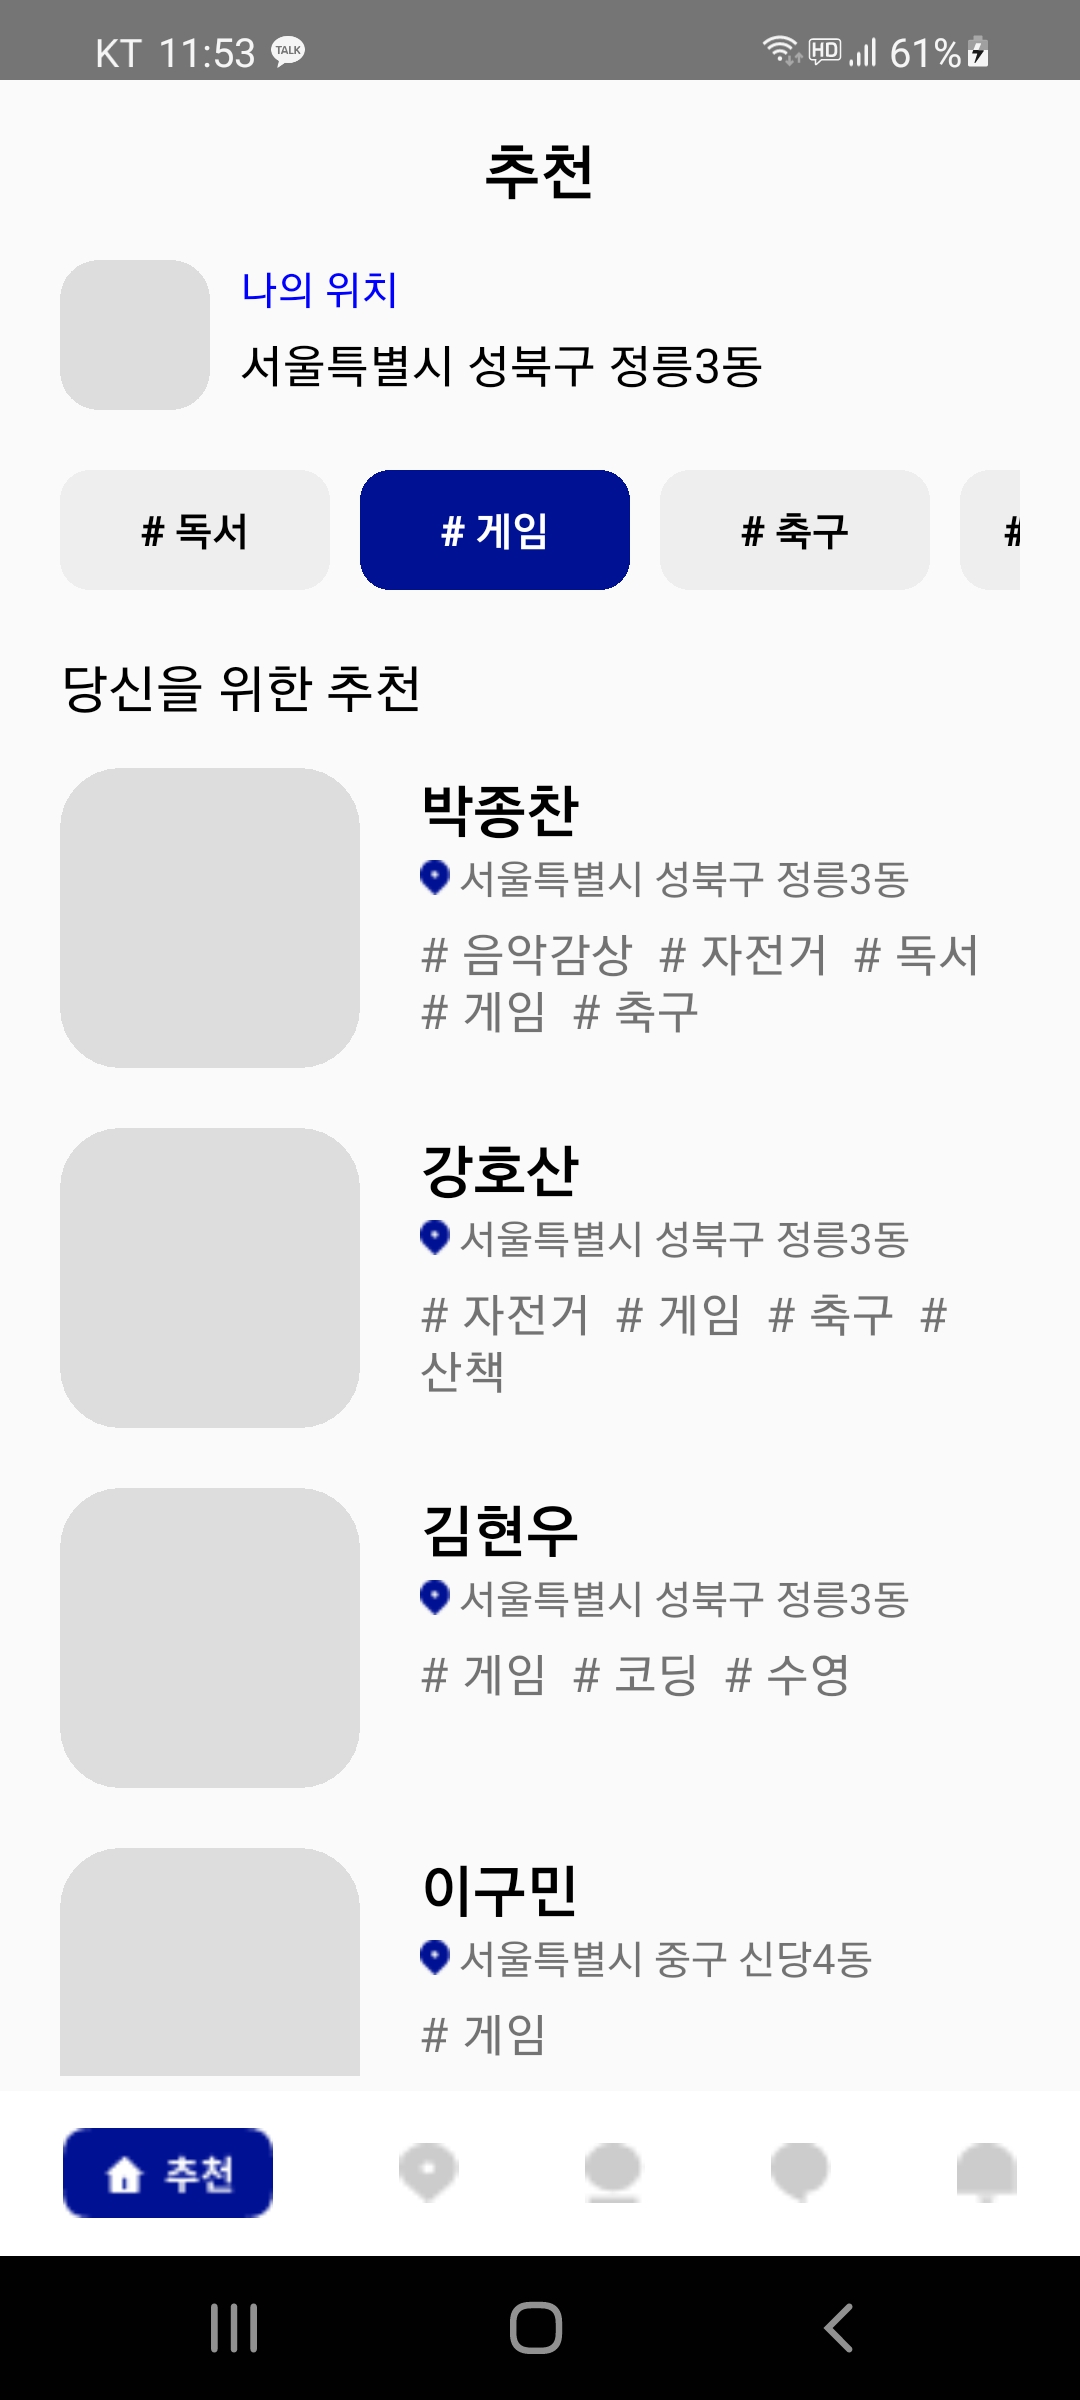 KT 11:53 TALK HD 61%
추천
나의 위치
서울특별시 성북구 정릉3동
# 독서 # 게임 # 축구 #
당신을 위한 추천
박종찬
서울특별시 성북구 정릉3동
# 음악감상 # 자전거 # 독서
# 게임 # 축구
강호산
서울특별시 성북구 정릉3동
# 자전거 # 게임 # 축구 #
산책
김현우
서울특별시 성북구 정릉3동
# 게임 # 코딩 # 수영
이구민
서울특별시 중구 신당4동
# 게임
추천